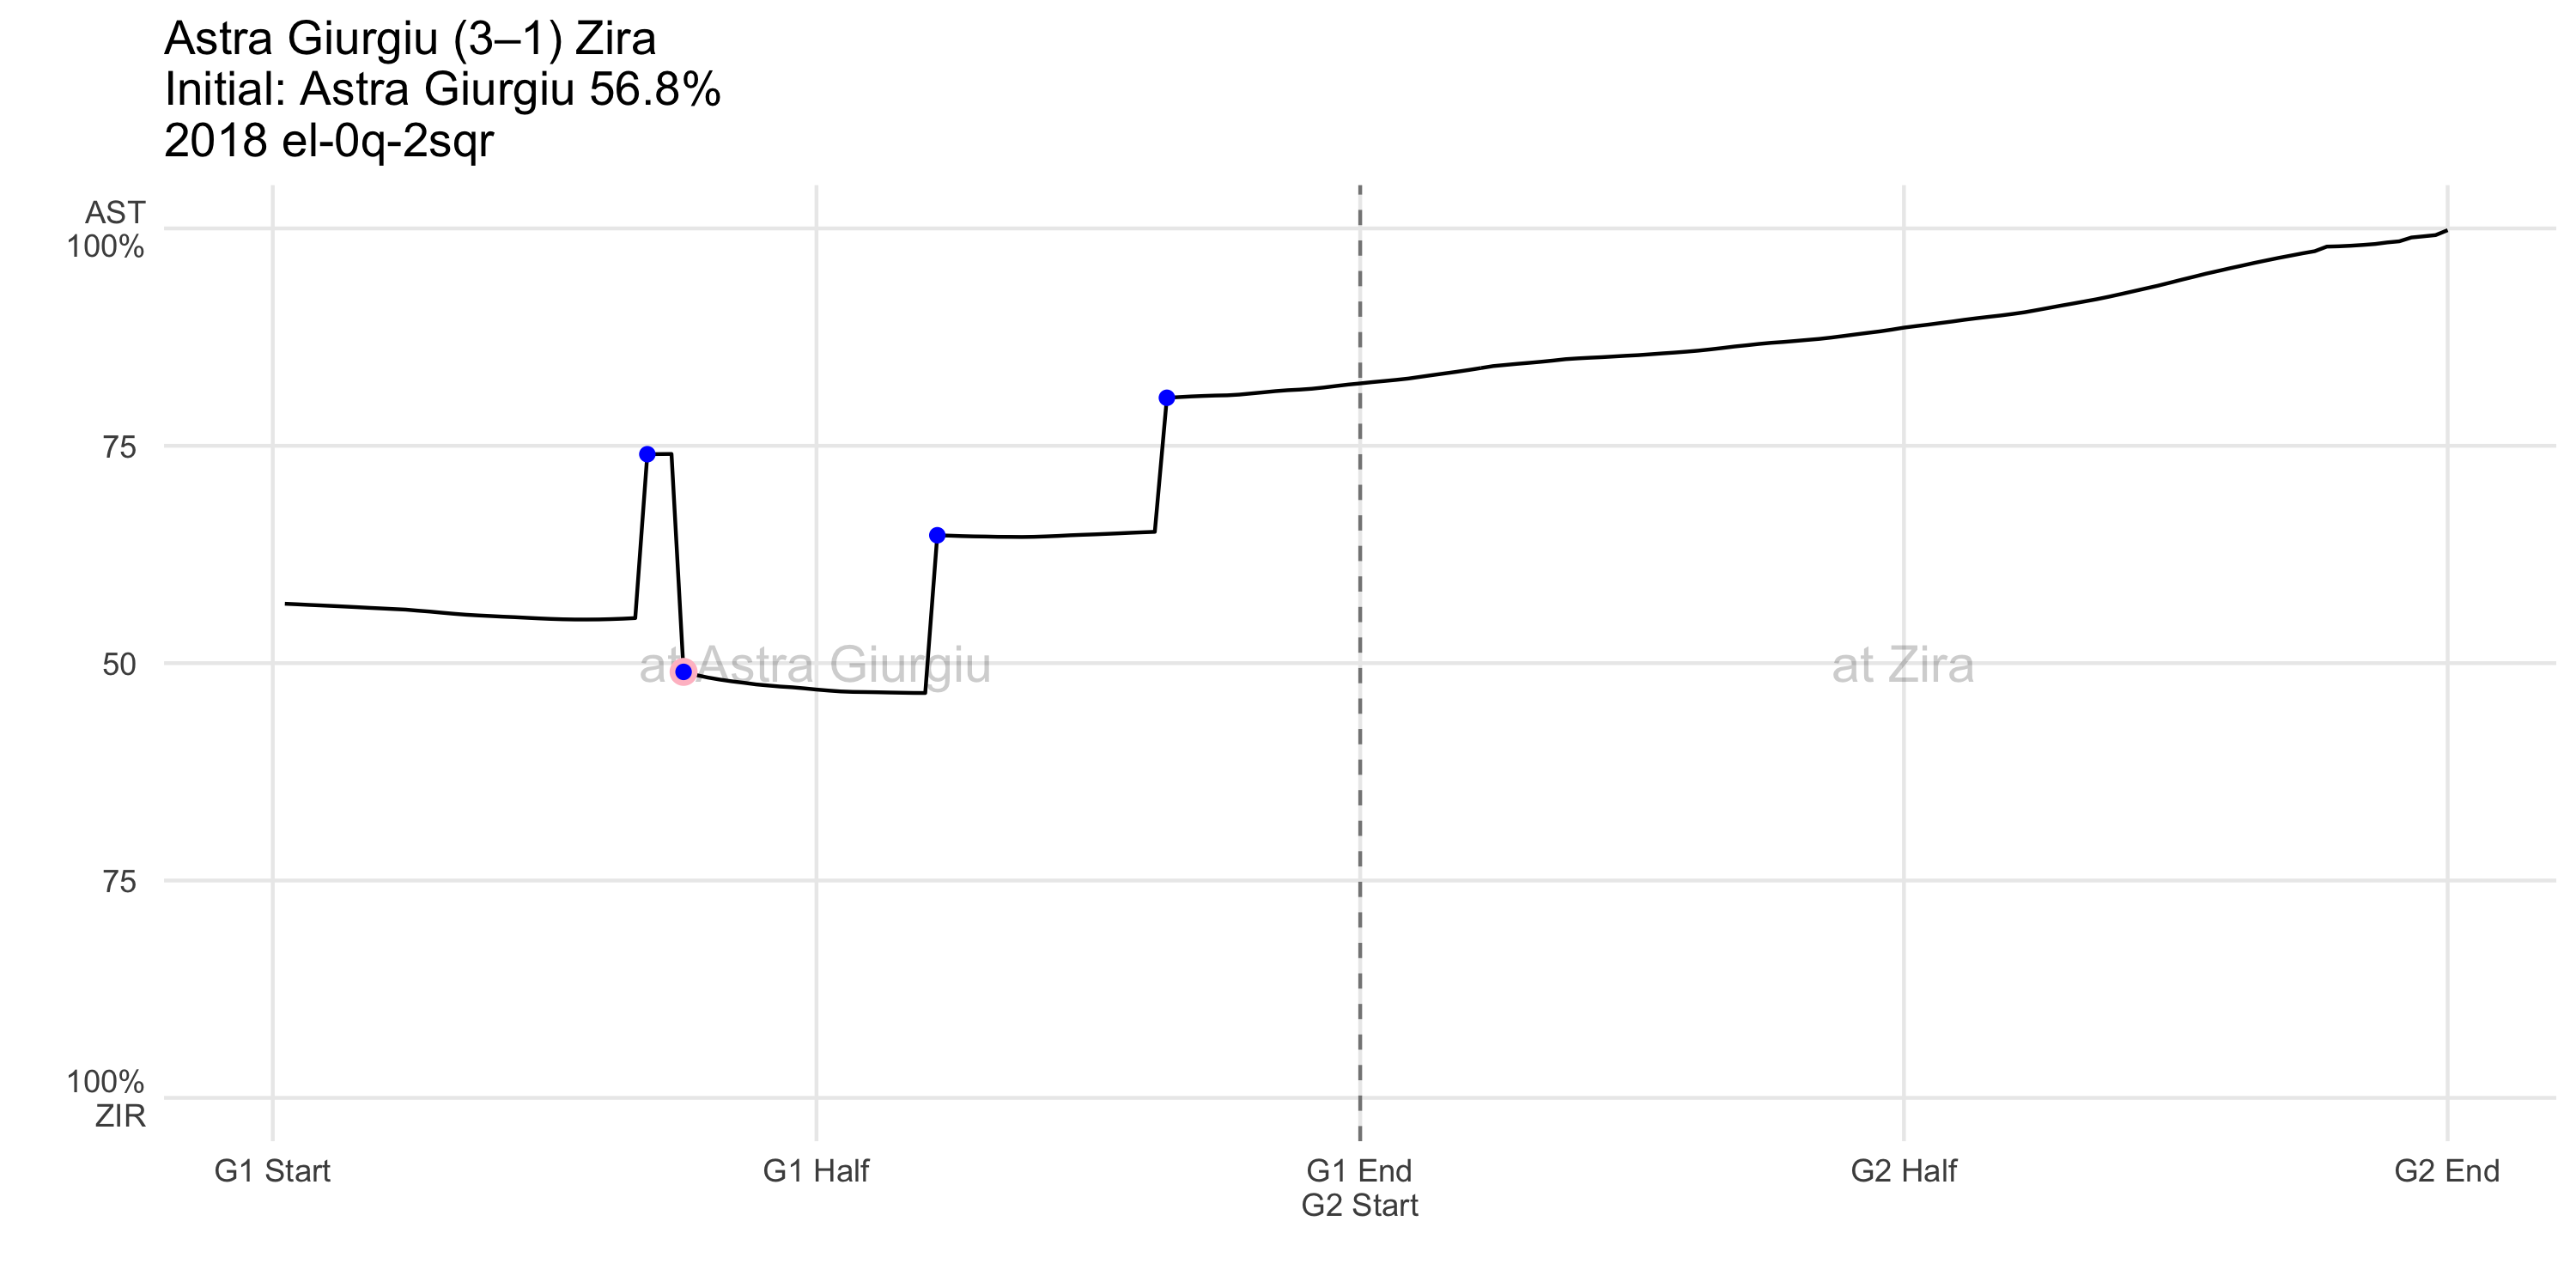 Astra Giurgiu (3–1) Zira
Initial: Astra Giurgiu 56.8%
2018 el-0q-2sqr
AST
100%
75
50
75
100%
ZIR
at Astra Giurgiu
at Zira
G1 Start
G1 Half
G1 End
G2 Start
G2 Half
G2 End